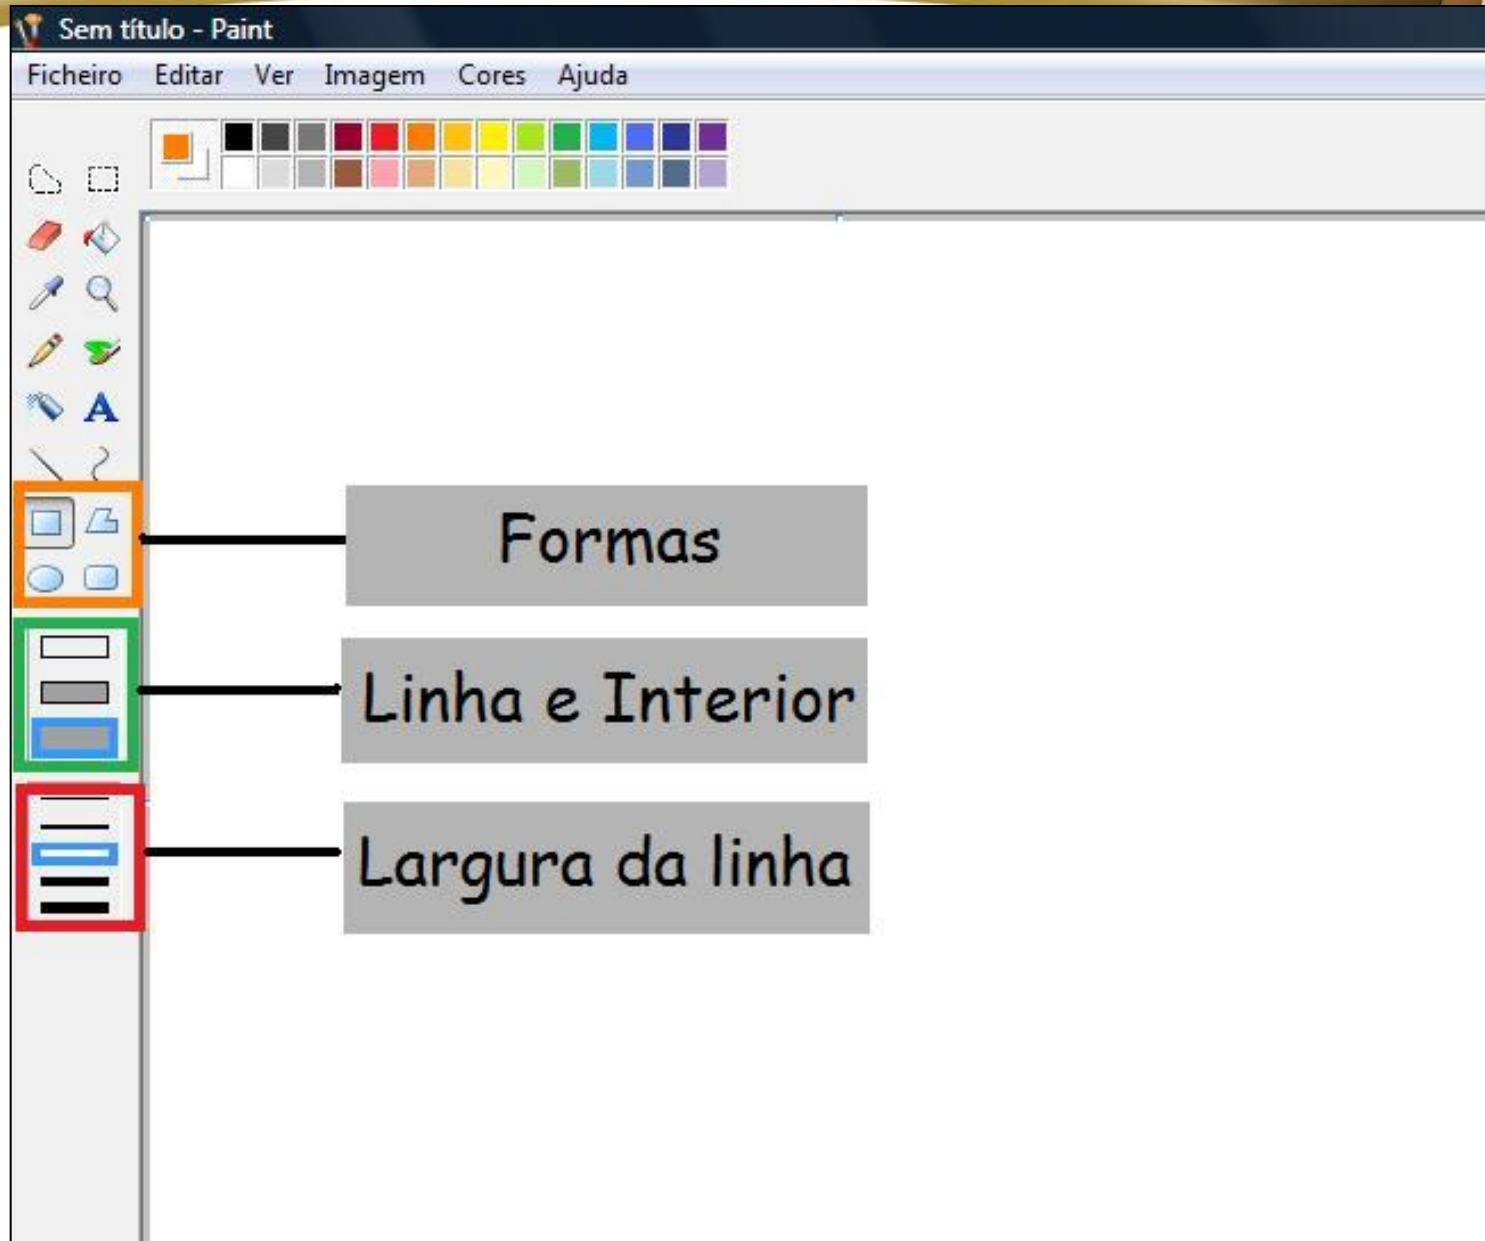 Sem título - Paint
Ficheiro Editar Ver Imagem Cores Ajuda
A
Formas
Linha e Interior
Largura da linha